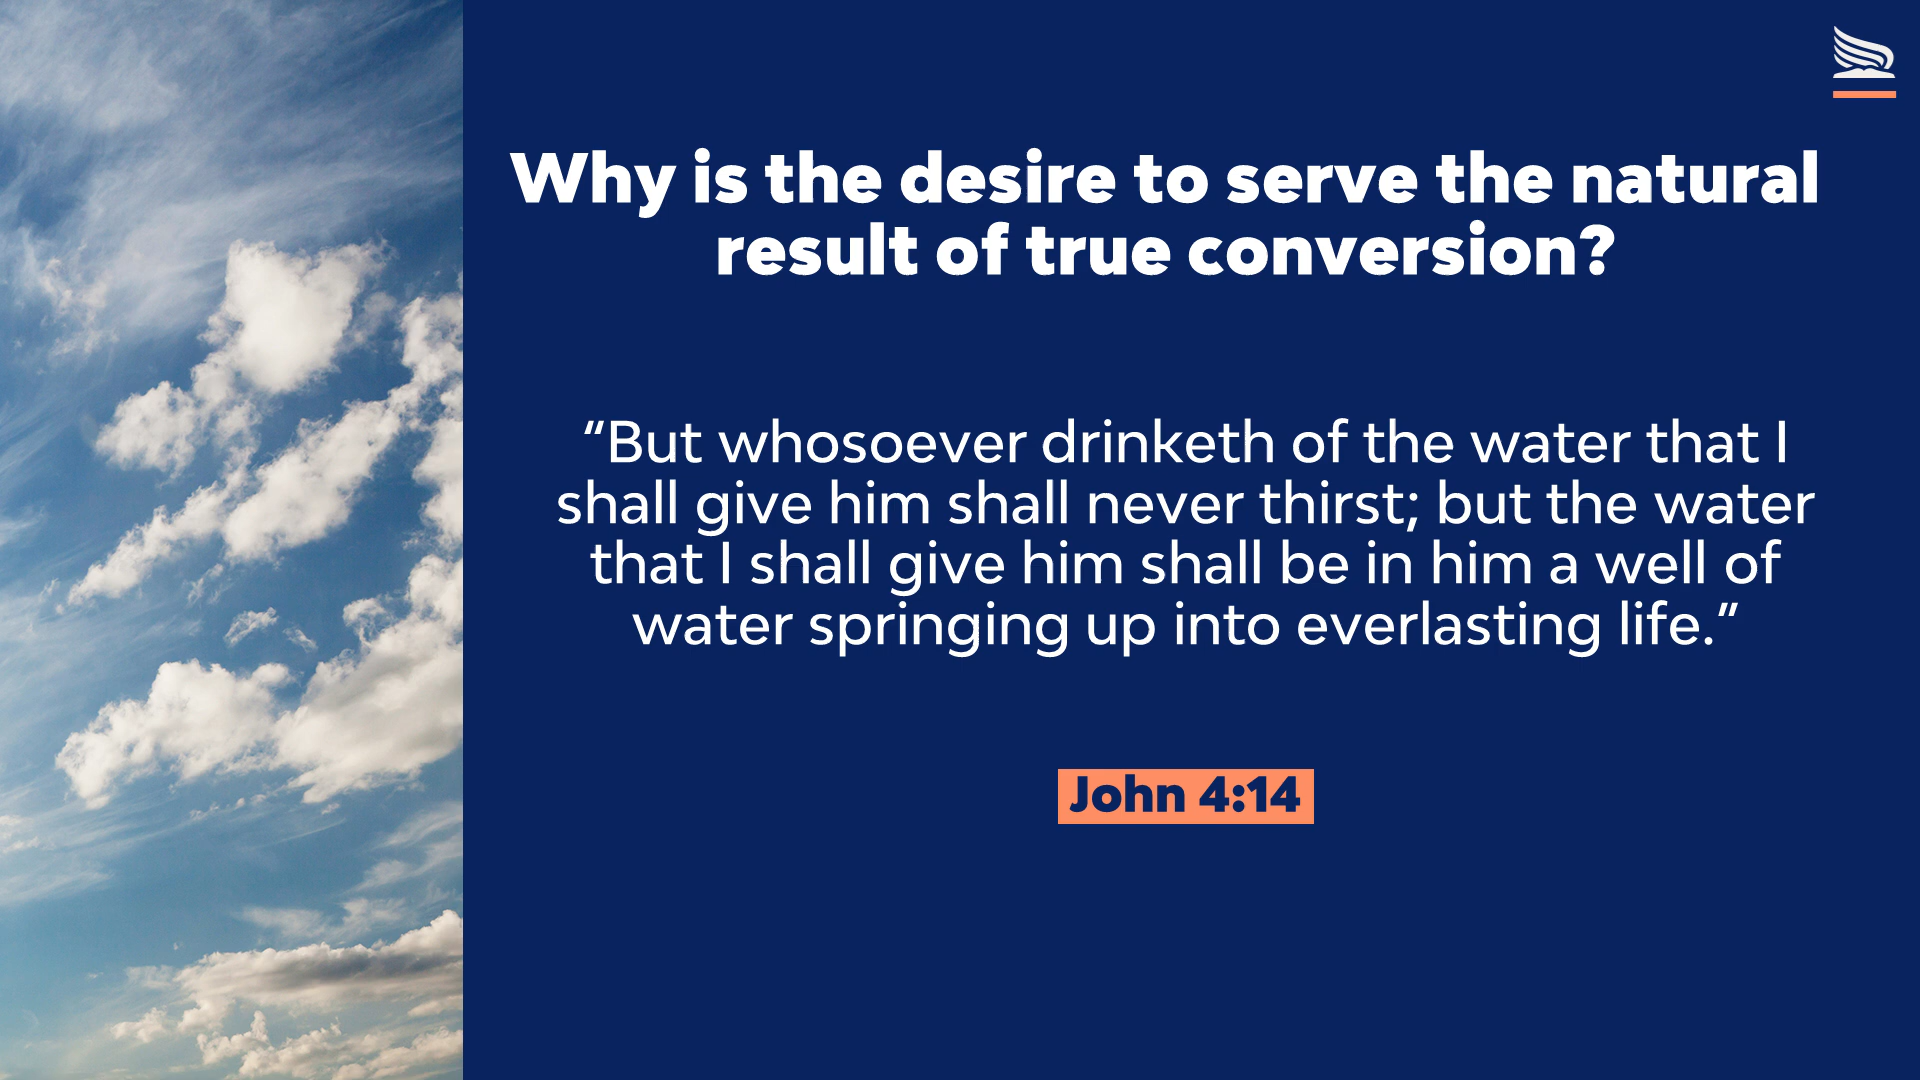 Why is the desire to serve the natural
result of true conversion?
“But whosoever drinketh of the water that I
shall give him shall never thirst; but the water
that I shall give him shall be in him a well of
water springing up into everlasting life.”
John 4:14